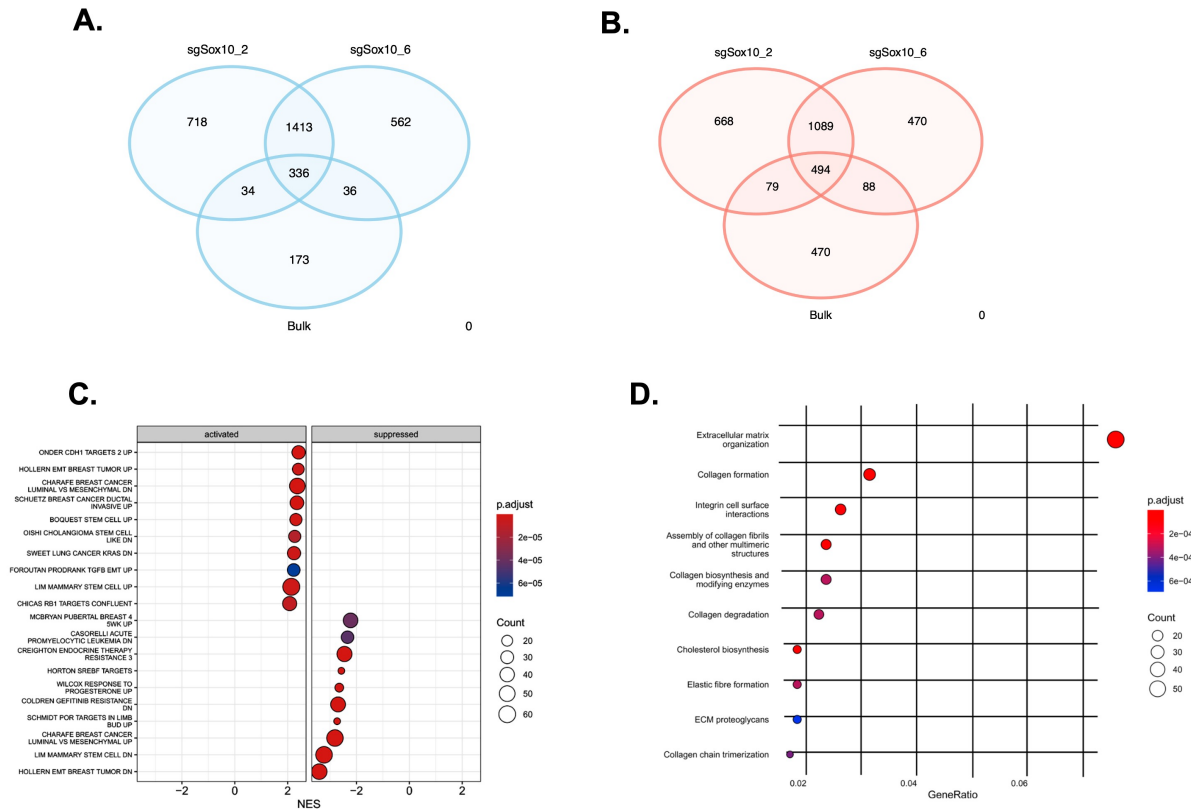 A.
sgSox10_2
sgSox10_6
718
1413
562
336
34
36
173
Bulk
0
B.
sgSox10_2
sgSox10_6
668
1089
470
494
79
88
470
Bulk
0
C.
activated
suppressed
ONDER CDH1 TARGETS 2 UP
HOLLERN EMT BREAST TUMOR UP
CHARAFE BREAST CANCER
LUMINAL VS MESENCHYMAL DN
SCHUETZ BREAST CANCER DUCTAL
INVASIVE UP
BOQUEST STEM CELL UP
OISHI CHOLANGIOMA STEM CELL
LIKE DN
SWEET LUNG CANCER KRAS DN
FOROUTAN PRODRANK TGFB EMT UP
LIM MAMMARY STEM CELL UP
CHICAS RB1 TARGETS CONFLUENT
MCBRYAN PUBERTAL BREAST 4
5WK UP
CASORELLI ACUTE
PROMYELOCYTIC LEUKEMIA DN
CREIGHTON ENDOCRINE THERAPY
RESISTANCE 3
HORTON SREBF TARGETS
WILCOX RESPONSE TO
PROGESTERONE UP
COLDREN GEFITINIB RESISTANCE
DN
SCHMIDT POR TARGETS IN LIMB
BUD UP
CHARAFE BREAST CANCER
LUMINAL VS MESENCHYMAL UP
LIM MAMMARY STEM CELL DN
HOLLERN EMT BREAST TUMOR DN
−2 0 2 −2 0 2
NES
p.adjust
2e−05
4e−05
6e−05
Count
20
30
40
50
60
D.
Extracellular matrix
organization
Collagen formation
Integrin cell surface
interactions
Assembly of collagen fibrils
and other multimeric
structures
Collagen biosynthesis and
modifying enzymes
Collagen degradation
Cholesterol biosynthesis
Elastic fibre formation
ECM proteoglycans
Collagen chain trimerization
0.02 0.04 0.06
GeneRatio
p.adjust
2e−04
4e−04
6e−04
Count
20
30
40
50